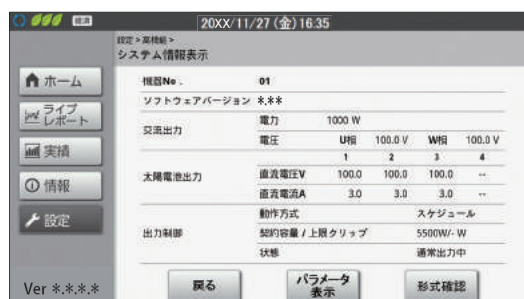 経済 20XX/11/27 (金) 16:35
設定 > 高機能 >
システム情報表示
ホーム
ライブレポート
実績
情報
設定
Ver *.*.*.*
機器No. 01
ソフトウェアバージョン *.**
交流出力 電力 1000 W
電圧 U相 100.0 V W相 100.0 V
1 2 3 4
太陽電池出力 直流電圧V 100.0 100.0 100.0 --
直流電流A 3.0 3.0 3.0 --
動作方式 スケジュール
出力制御 契約容量 / 上限クリップ 5500W/- W
状態 通常出力中
戻る パラメータ表示 形式確認